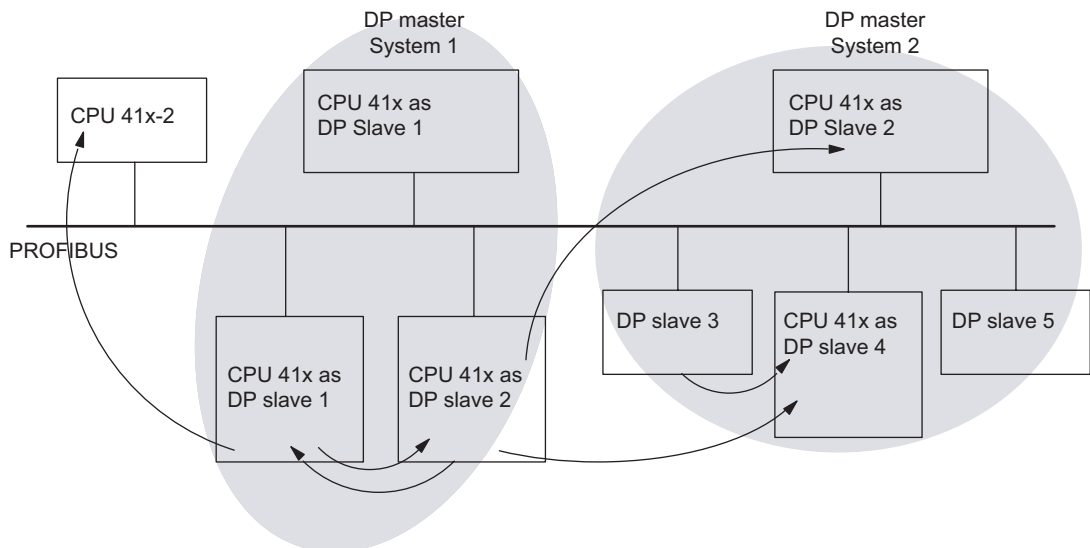 DP master
System 1
DP master
System 2
CPU 41x-2
CPU 41x as
DP Slave 1
CPU 41x as
DP Slave 2
PROFIBUS
CPU 41x as
DP slave 1
CPU 41x as
DP slave 2
DP slave 3
CPU 41x as
DP slave 4
DP slave 5